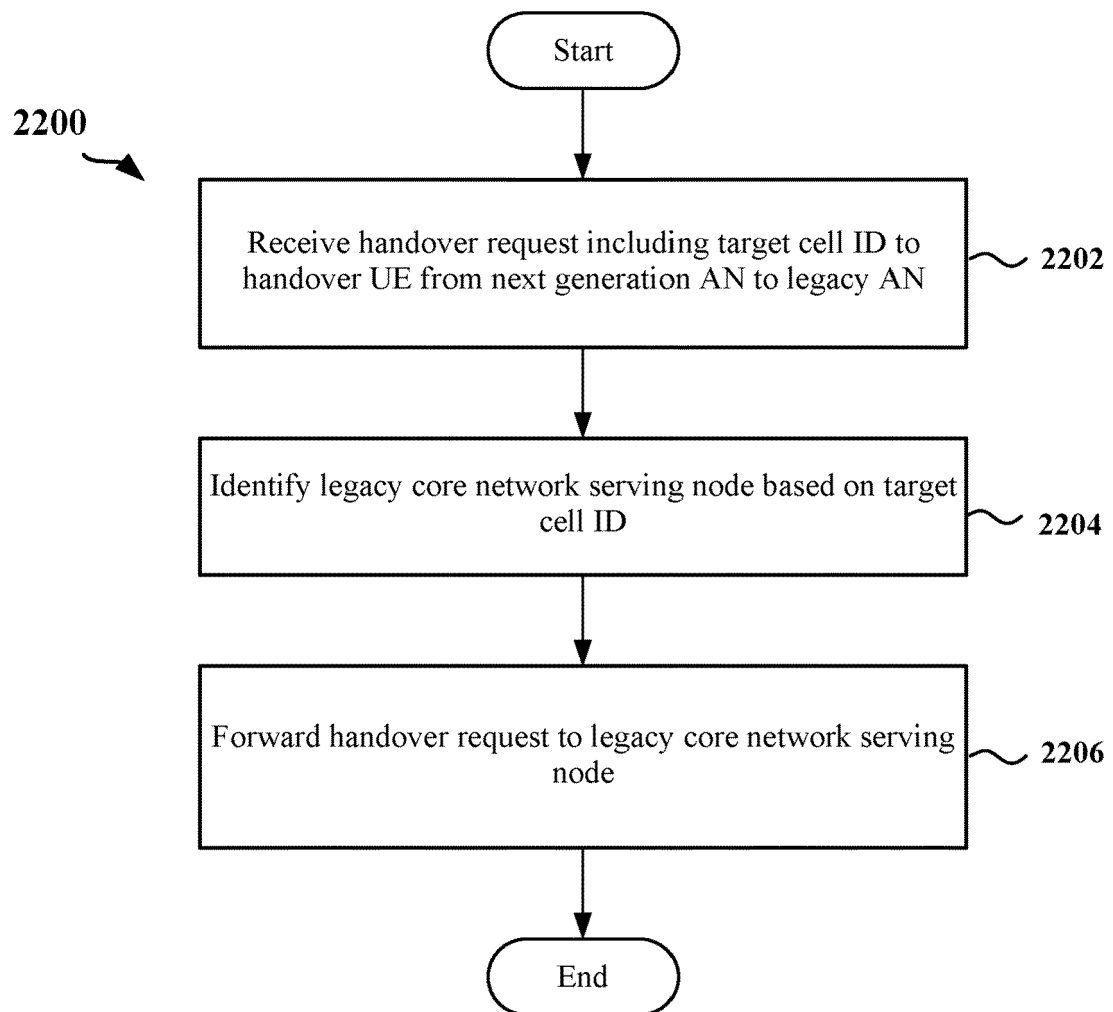 Start
2200
Receive handover request including target cell ID to
handover UE from next generation AN to legacy AN
2202
Identify legacy core network serving node based on target
cell ID
2204
Forward handover request to legacy core network serving
node
2206
End